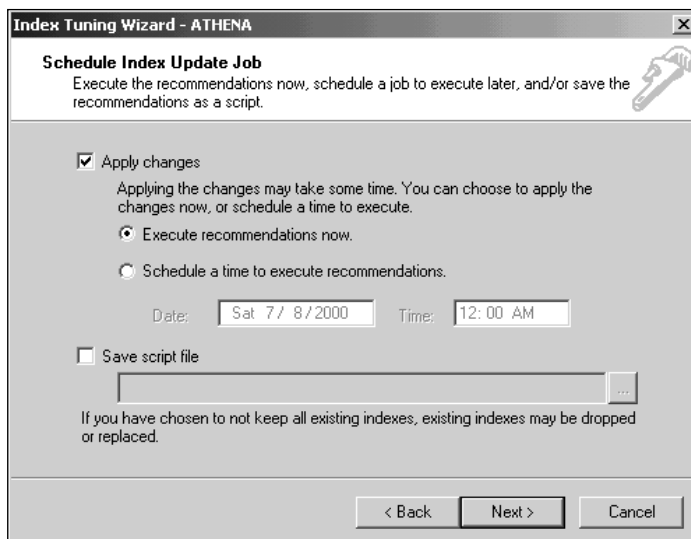 Index Tuning Wizard - ATHENA
Schedule Index Update Job
Execute the recommendations now, schedule a job to execute later, and/or save the
recommendations as a script.
Apply changes
Applying the changes may take some time. You can choose to apply the
changes now, or schedule a time to execute.
Execute recommendations now.
Schedule a time to execute recommendations.
Date: Sat 7/ 8/2000 Time: 12:00 AM
Save script file
...
If you have chosen to not keep all existing indexes, existing indexes may be dropped
or replaced.
< Back Next > Cancel